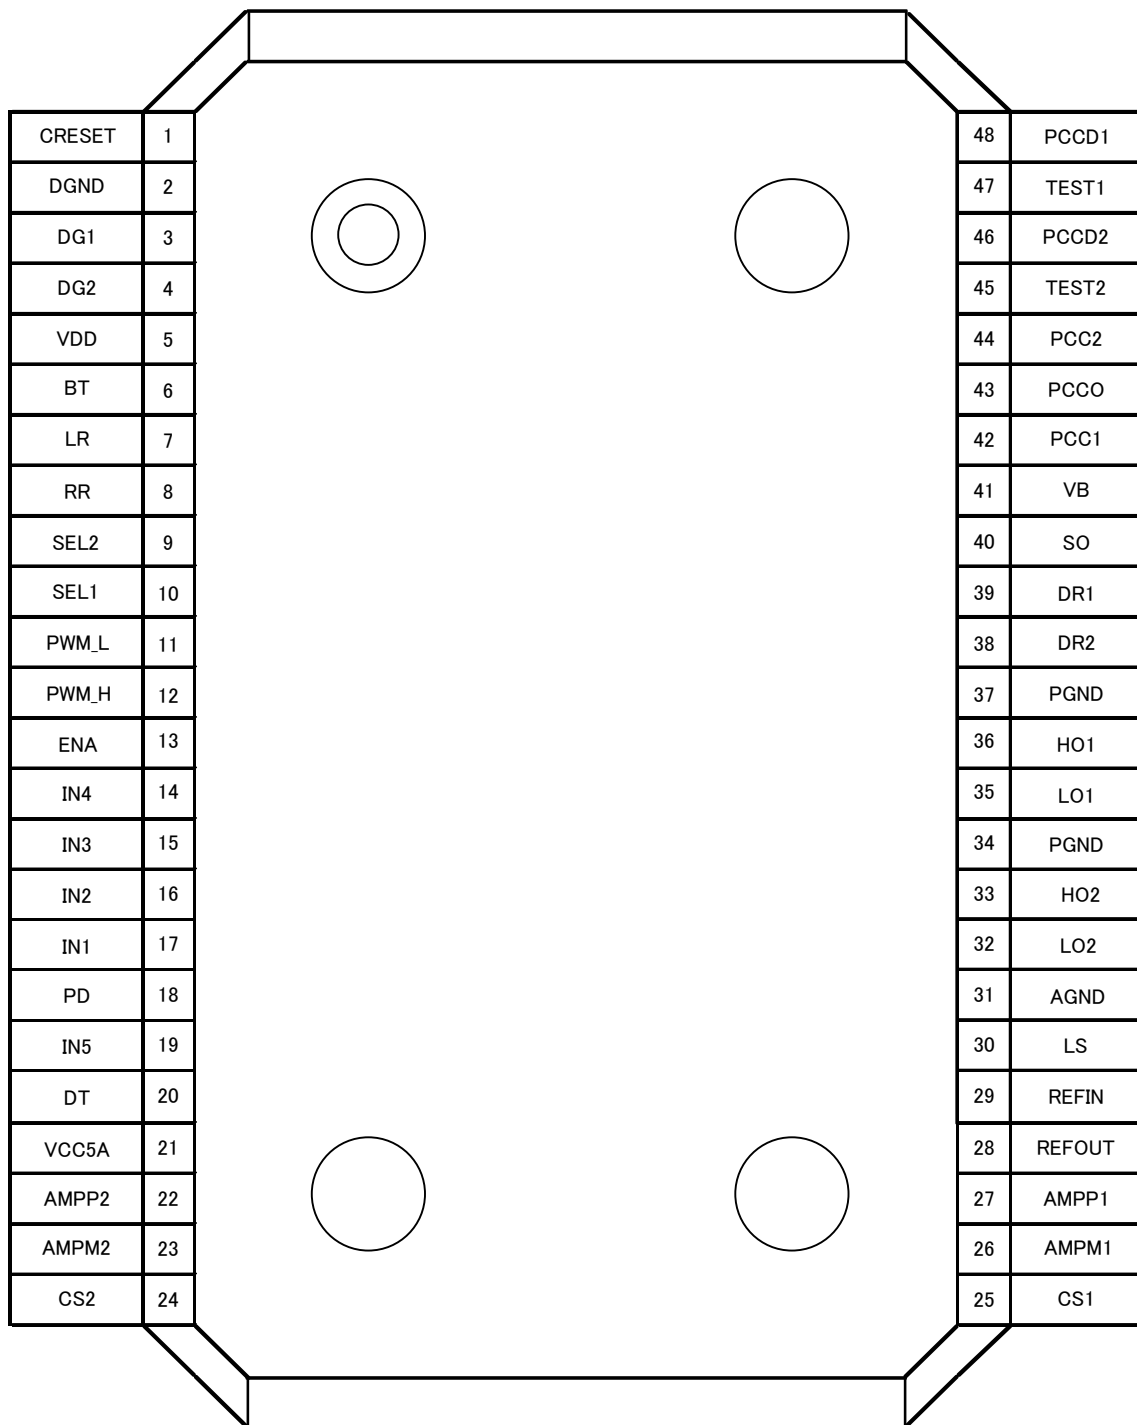 CRESET 1 48 PCCD1
DGND 2 47 TEST1
DG1 3 46 PCCD2
DG2 4 45 TEST2
VDD 5 44 PCC2
BT 6 43 PCCO
LR 7 42 PCC1
RR 8 41 VB
SEL2 9 40 SO
SEL1 10 39 DR1
PWM_L 11 38 DR2
PWM_H 12 37 PGND
ENA 13 36 HO1
IN4 14 35 LO1
IN3 15 34 PGND
IN2 16 33 HO2
IN1 17 32 LO2
PD 18 31 AGND
IN5 19 30 LS
DT 20 29 REFIN
VCC5A 21 28 REFOUT
AMPP2 22 27 AMPP1
AMPM2 23 26 AMPM1
CS2 24 25 CS1